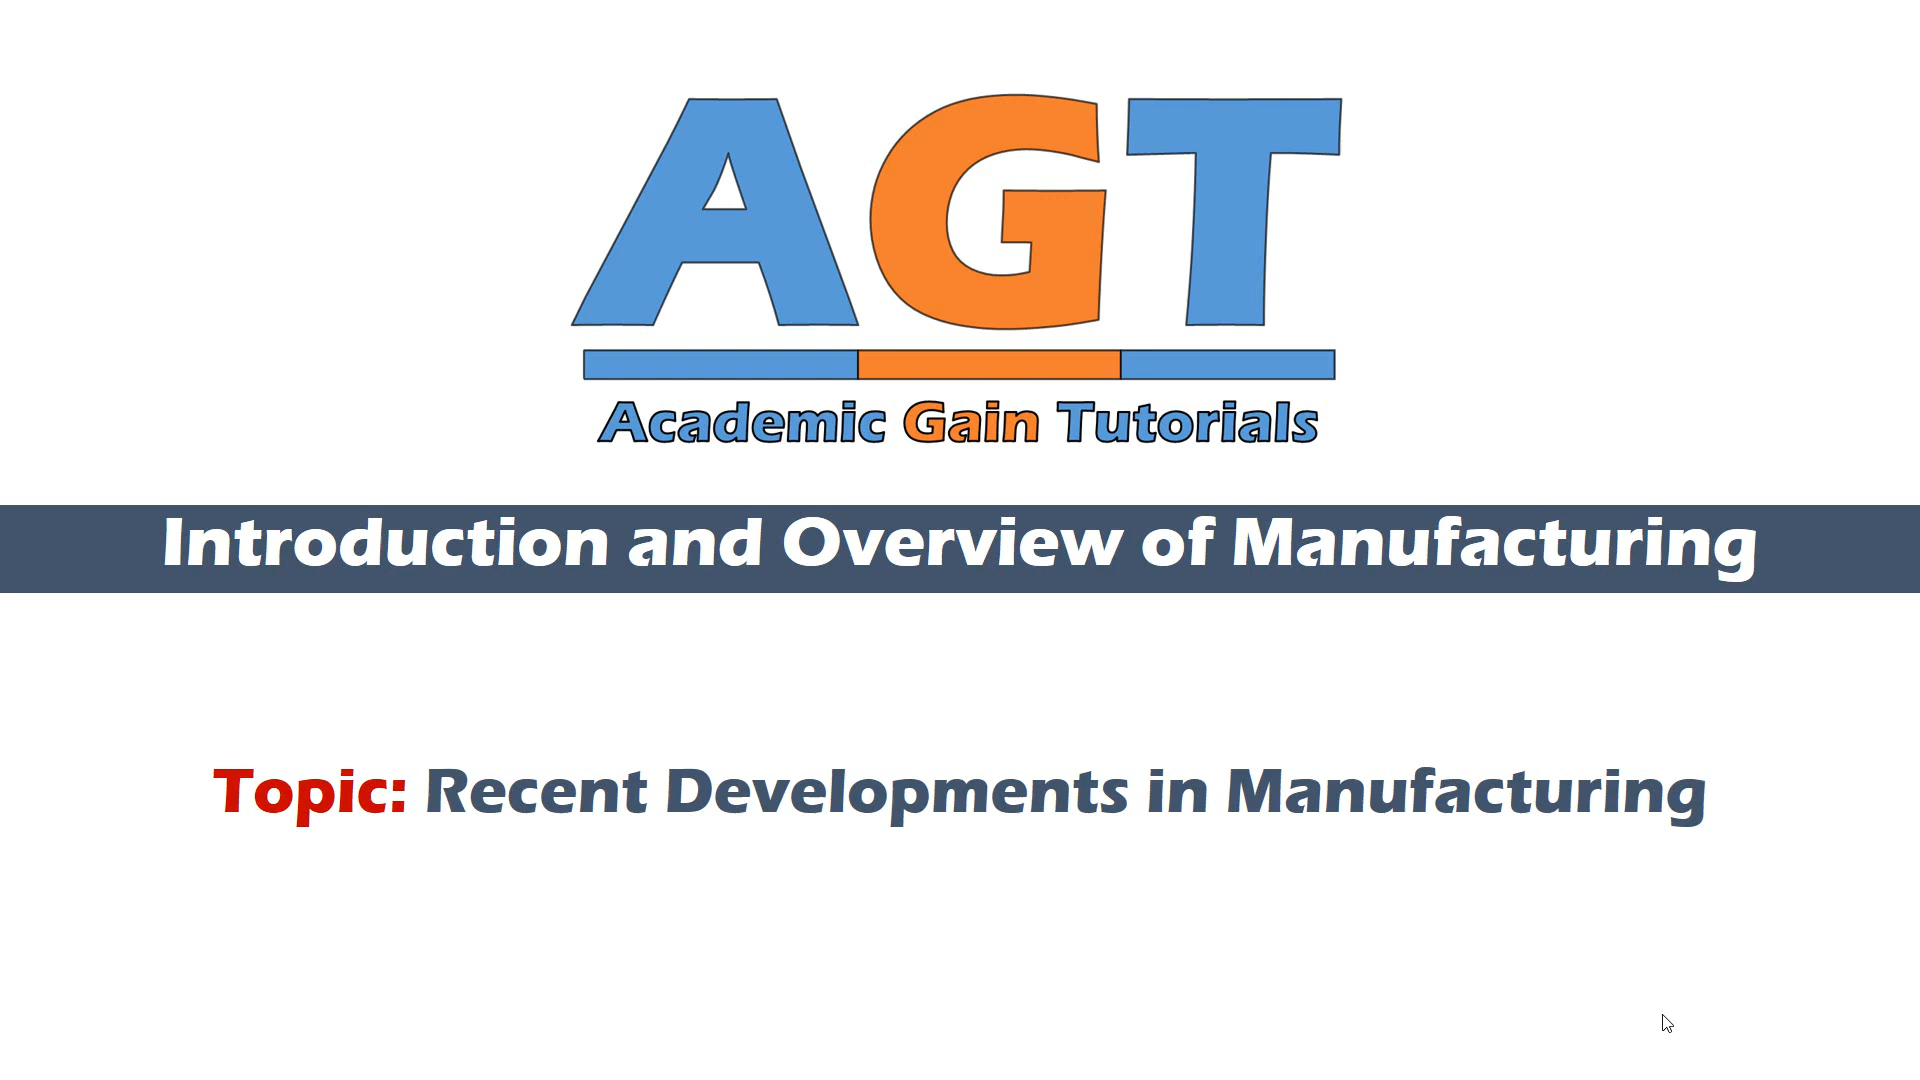 AGT
Academic Gain Tutorials
Introduction and Overview of Manufacturing
Topic: Recent Developments in Manufacturing